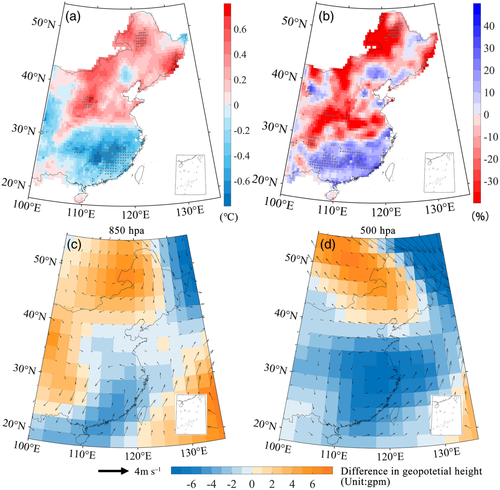 (a)
50°N
40°N
30°N
20°N
100°E
110°E
120°E
130°E
0.6
0.4
0.2
0
-0.2
-0.4
-0.6
(℃)
(b)
50°N
40°N
30°N
20°N
100°E
110°E
120°E
130°E
40
30
20
10
0
-10
-20
-30
(%)
850 hpa
(c)
50°N
40°N
30°N
20°N
100°E
110°E
120°E
130°E
500 hpa
(d)
50°N
40°N
30°N
20°N
100°E
110°E
120°E
130°E
4m s⁻¹
-6 -4 -2 0 2 4 6
Difference in geopotetial height
(Unit:gpm)